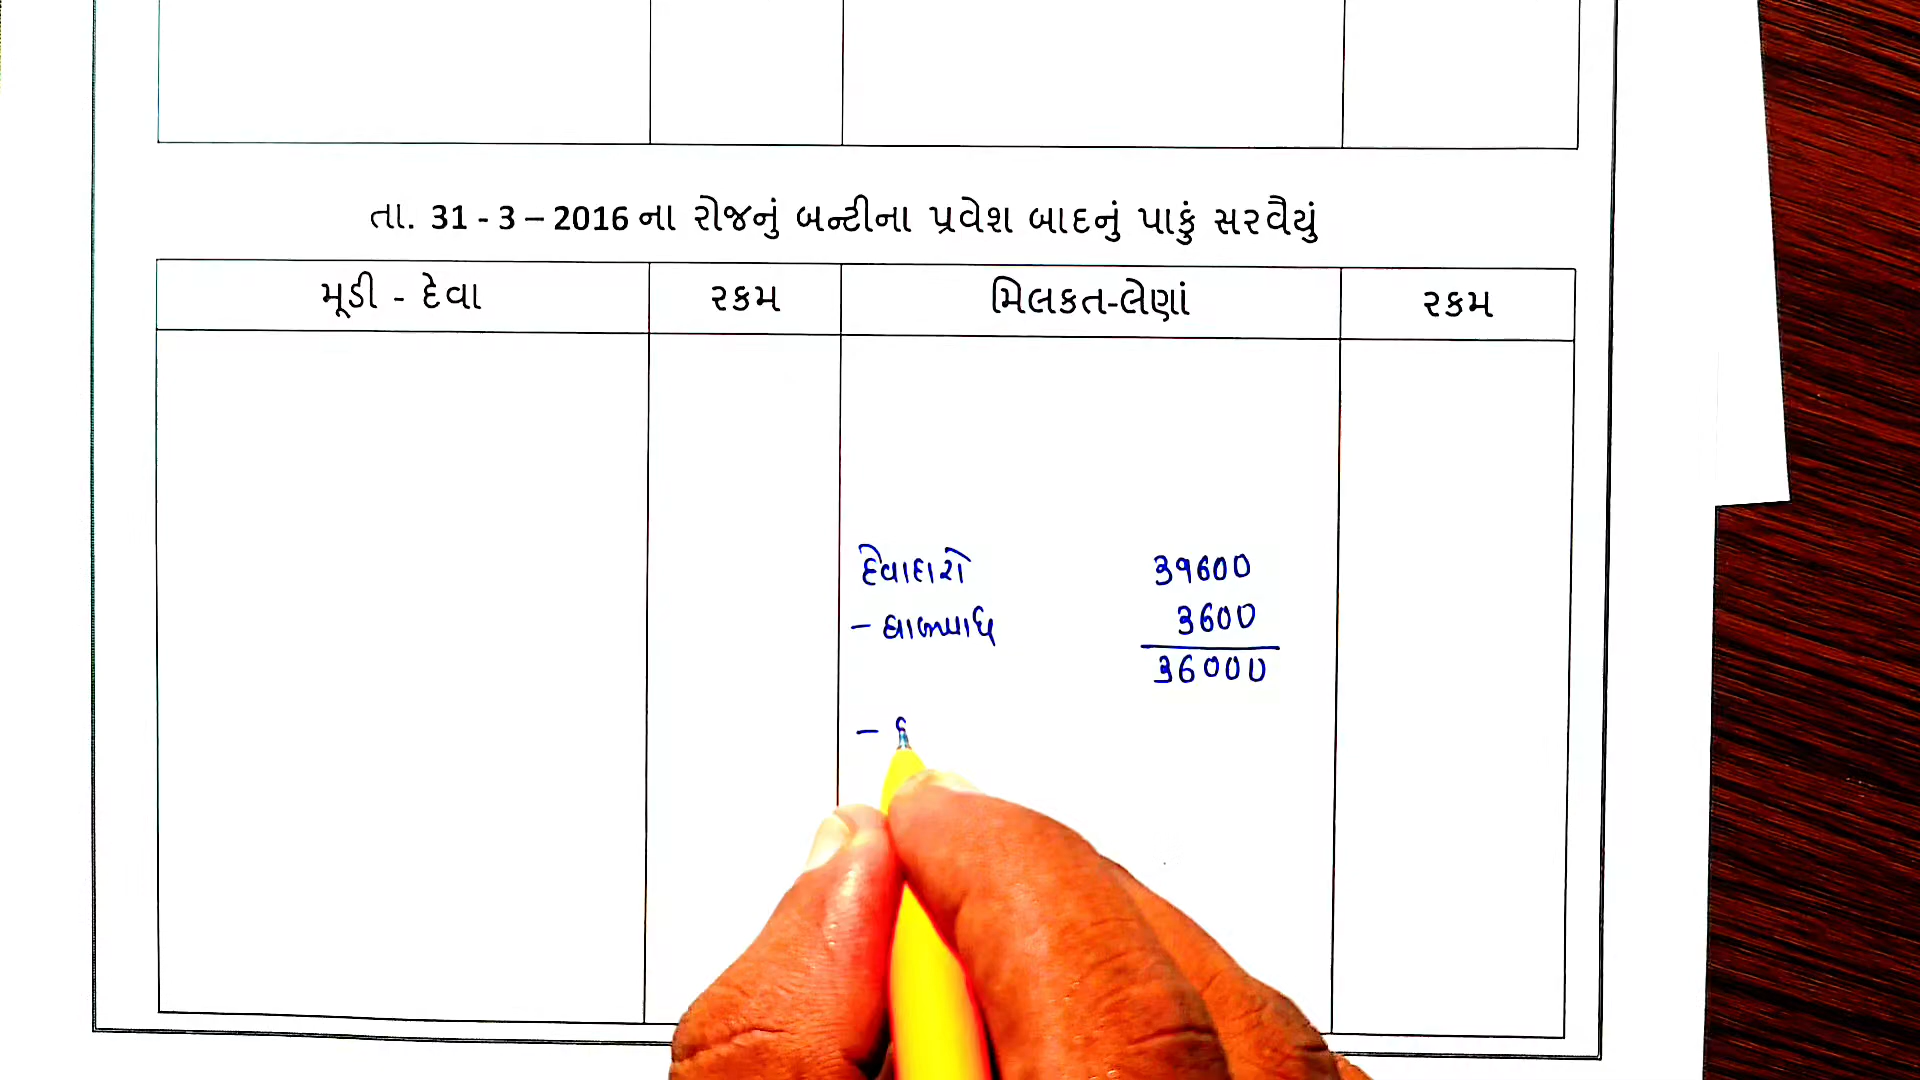 તા. 31 - 3 – 2016 ના રોજનું બન્ટીના પ્રવેશ બાદનું પાકું સરવૈયું
મૂડી - દેવા રકમ મિલકત-લેણાં રકમ
દેવાદારો 39600
- ઘાલખાધ 3600
36000
-